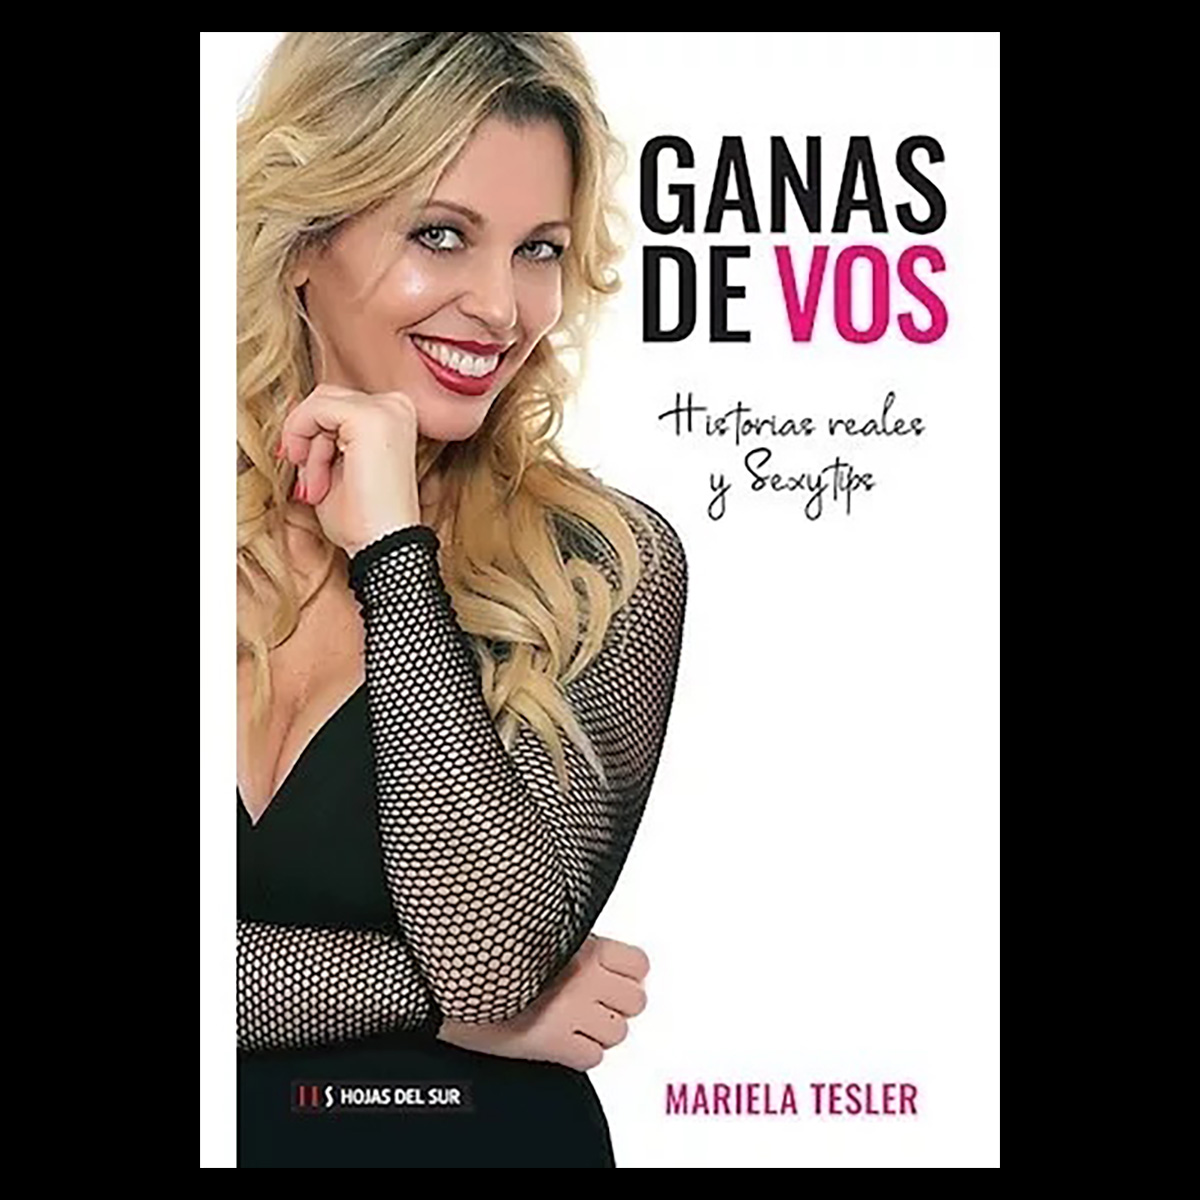 GANAS
DE VOS
Historias reales
y Sexytips
HS HOJAS DEL SUR
MARIELA TESLER